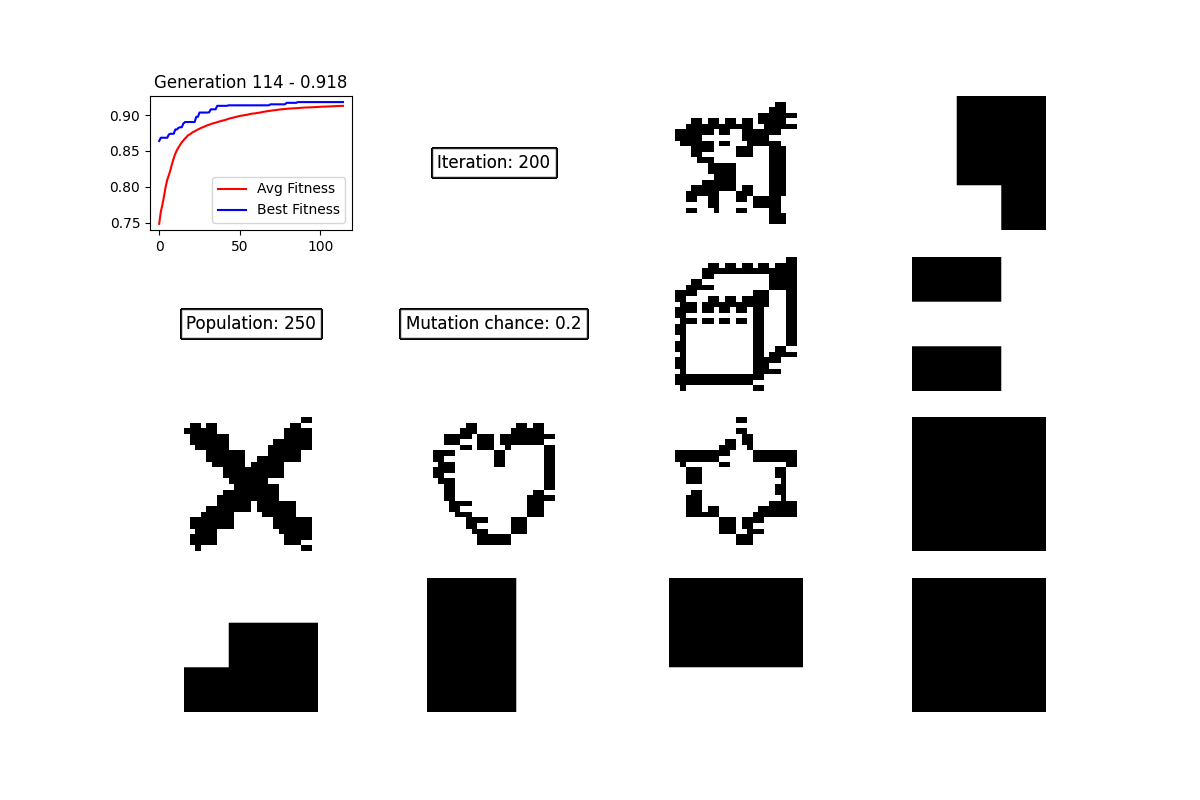 Generation 114 - 0.918
0.90
0.85
0.80
0.75
Avg Fitness
Best Fitness
0 50 100
Iteration: 200
Population: 250
Mutation chance: 0.2